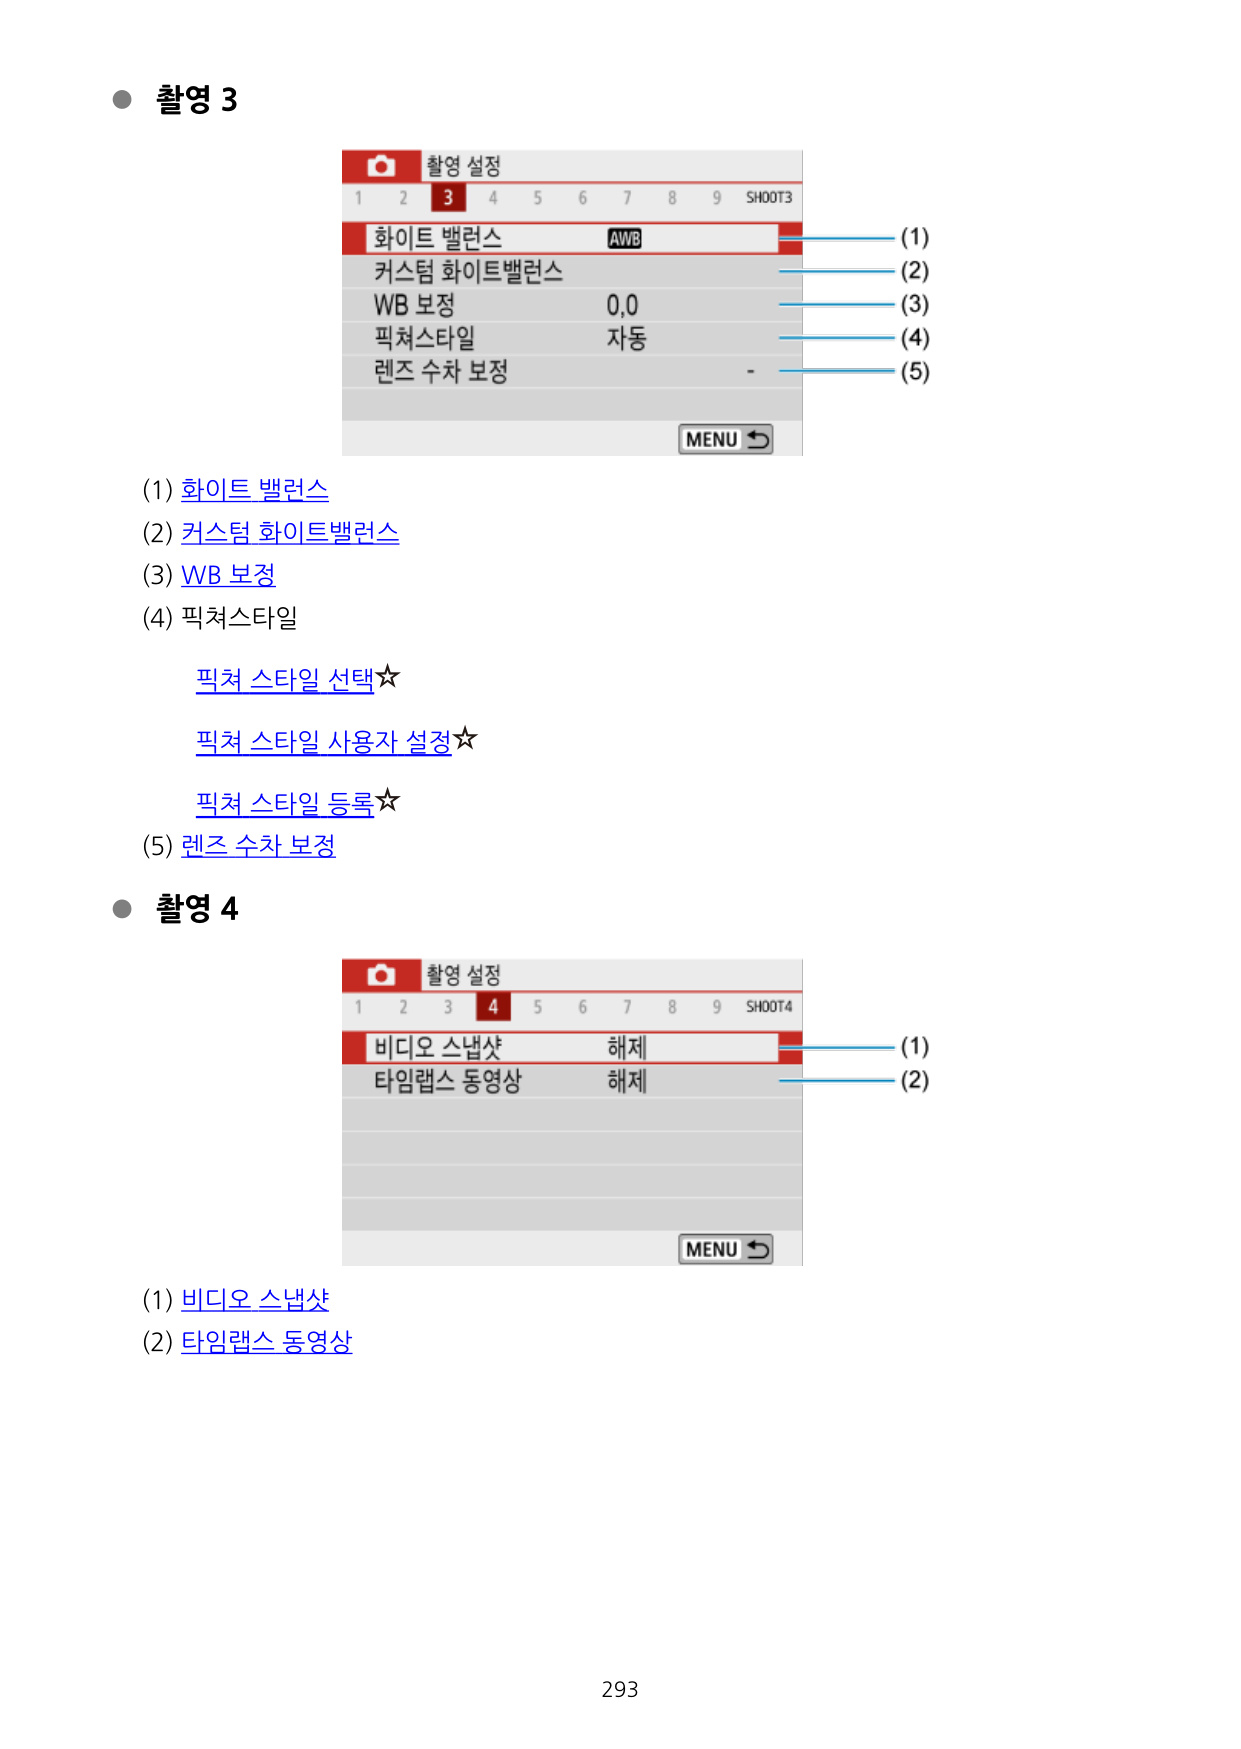 ● 촬영 3
촬영 설정
1 2 3 4 5 6 7 8 9 SHOOT3
화이트 밸런스 AWB (1)
커스텀 화이트밸런스 (2)
WB 보정 0,0 (3)
픽쳐스타일 자동 (4)
렌즈 수차 보정 - (5)
MENU
(1) 화이트 밸런스
(2) 커스텀 화이트밸런스
(3) WB 보정
(4) 픽쳐스타일
픽쳐 스타일 선택☆
픽쳐 스타일 사용자 설정☆
픽쳐 스타일 등록☆
(5) 렌즈 수차 보정
● 촬영 4
촬영 설정
1 2 3 4 5 6 7 8 9 SHOOT4
비디오 스냅샷 해제 (1)
타임랩스 동영상 해제 (2)
MENU
(1) 비디오 스냅샷
(2) 타임랩스 동영상
293